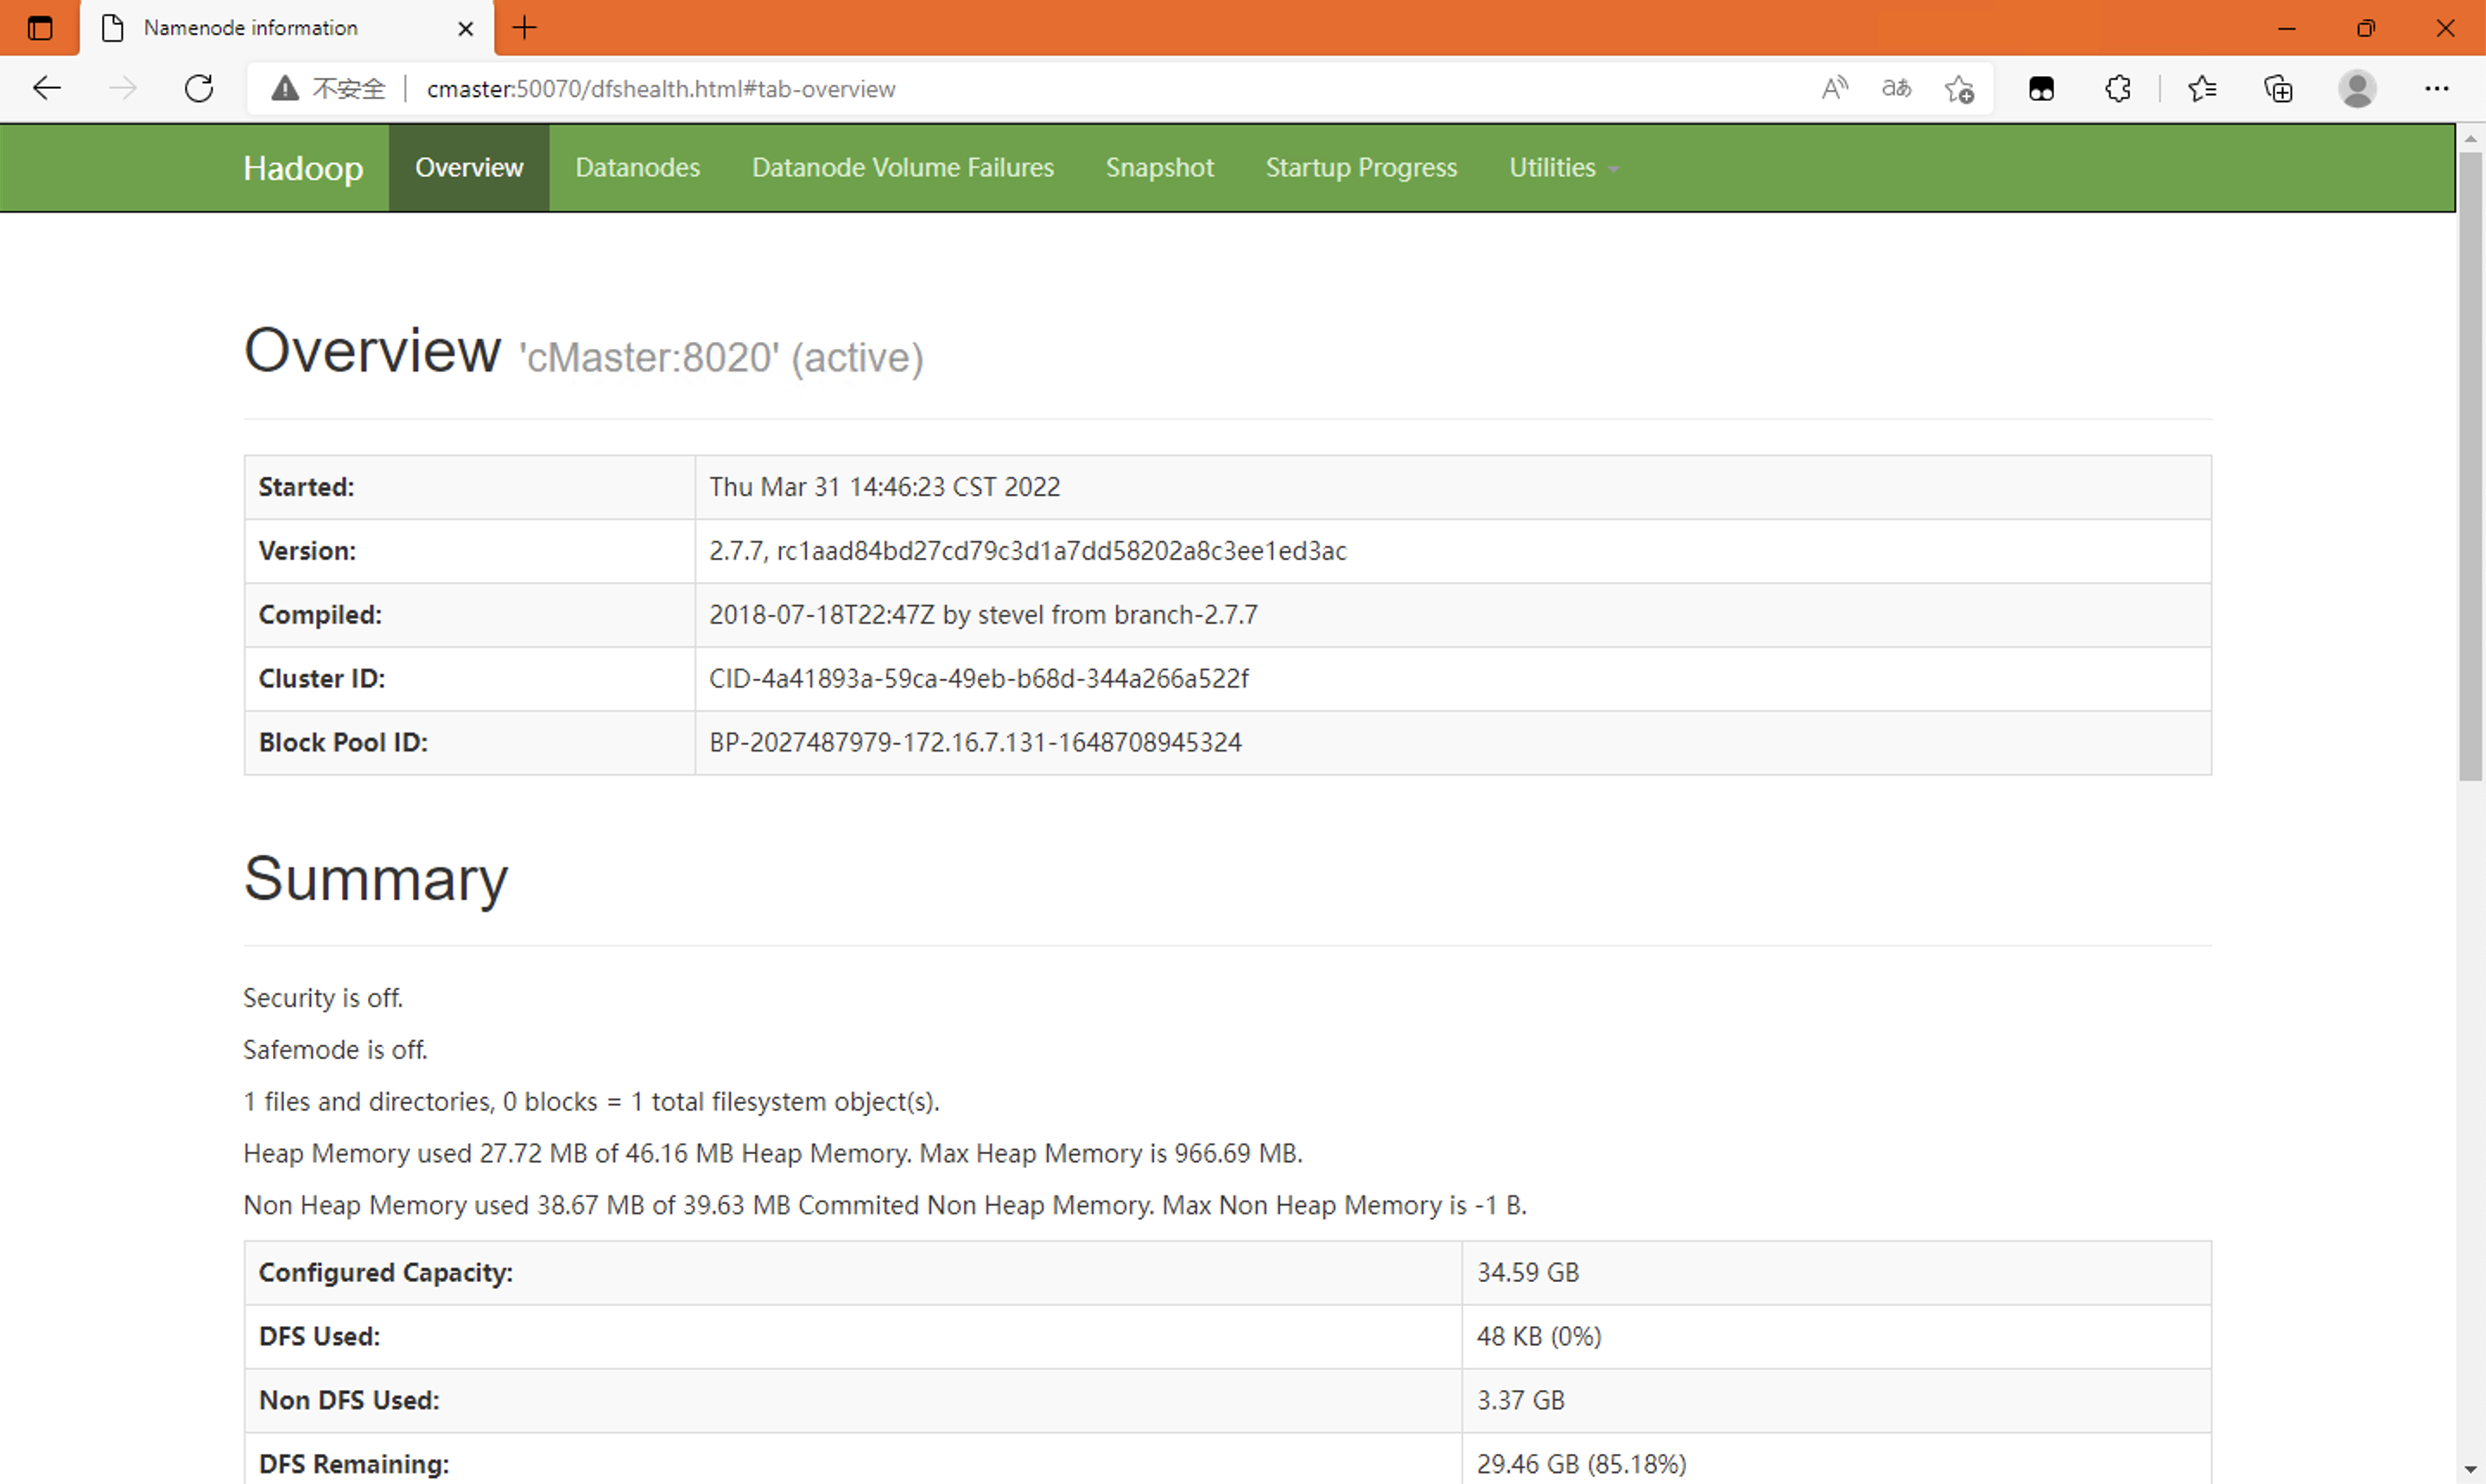 Namenode information
不安全 cmaster:50070/dfshealth.html#tab-overview
Hadoop Overview Datanodes Datanode Volume Failures Snapshot Startup Progress Utilities
Overview 'cMaster:8020' (active)
Started: Thu Mar 31 14:46:23 CST 2022
Version: 2.7.7, rc1aad84bd27cd79c3d1a7dd58202a8c3ee1ed3ac
Compiled: 2018-07-18T22:47Z by stevel from branch-2.7.7
Cluster ID: CID-4a41893a-59ca-49eb-b68d-344a266a522f
Block Pool ID: BP-2027487979-172.16.7.131-1648708945324
Summary
Security is off.
Safemode is off.
1 files and directories, 0 blocks = 1 total filesystem object(s).
Heap Memory used 27.72 MB of 46.16 MB Heap Memory. Max Heap Memory is 966.69 MB.
Non Heap Memory used 38.67 MB of 39.63 MB Commited Non Heap Memory. Max Non Heap Memory is -1 B.
Configured Capacity: 34.59 GB
DFS Used: 48 KB (0%)
Non DFS Used: 3.37 GB
DFS Remaining: 29.46 GB (85.18%)